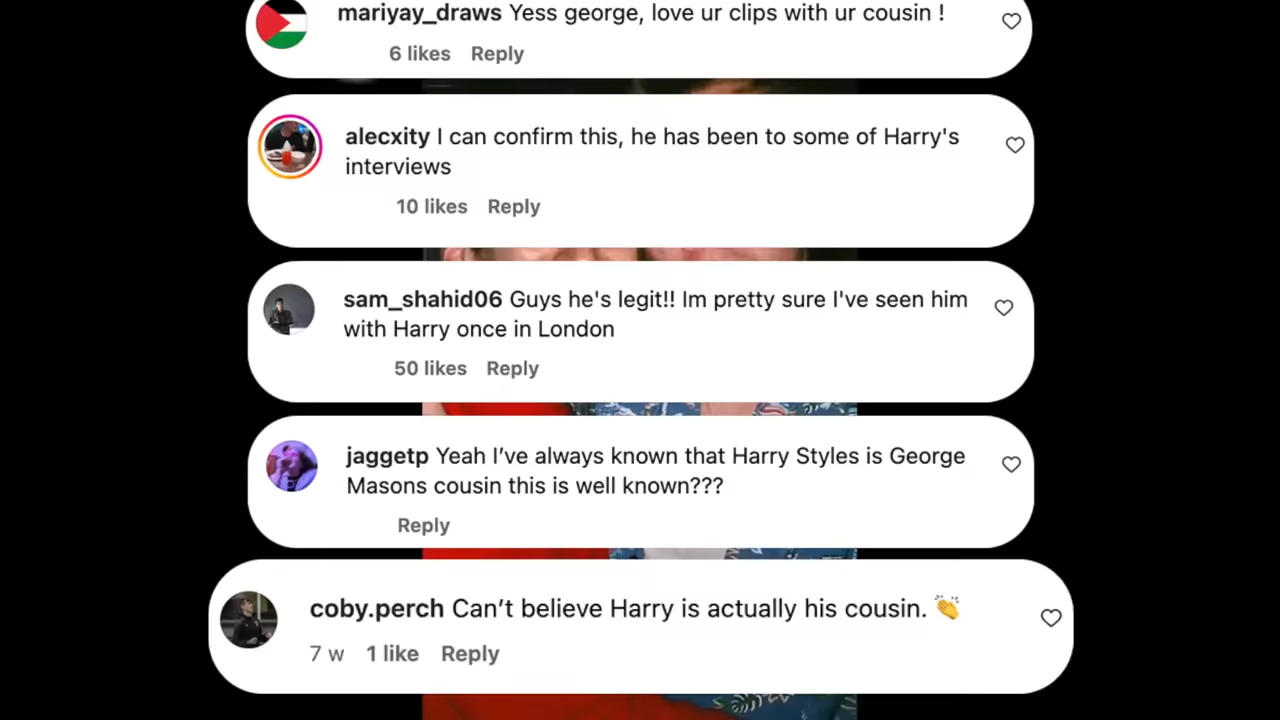 mariyay_draws Yess george, love ur clips with ur cousin !
6 likes Reply
alecxity I can confirm this, he has been to some of Harry's
interviews
10 likes Reply
sam_shahid06 Guys he's legit!! Im pretty sure I've seen him
with Harry once in London
50 likes Reply
jaggetp Yeah I’ve always known that Harry Styles is George
Masons cousin this is well known???
Reply
coby.perch Can’t believe Harry is actually his cousin. 👏
7 w 1 like Reply